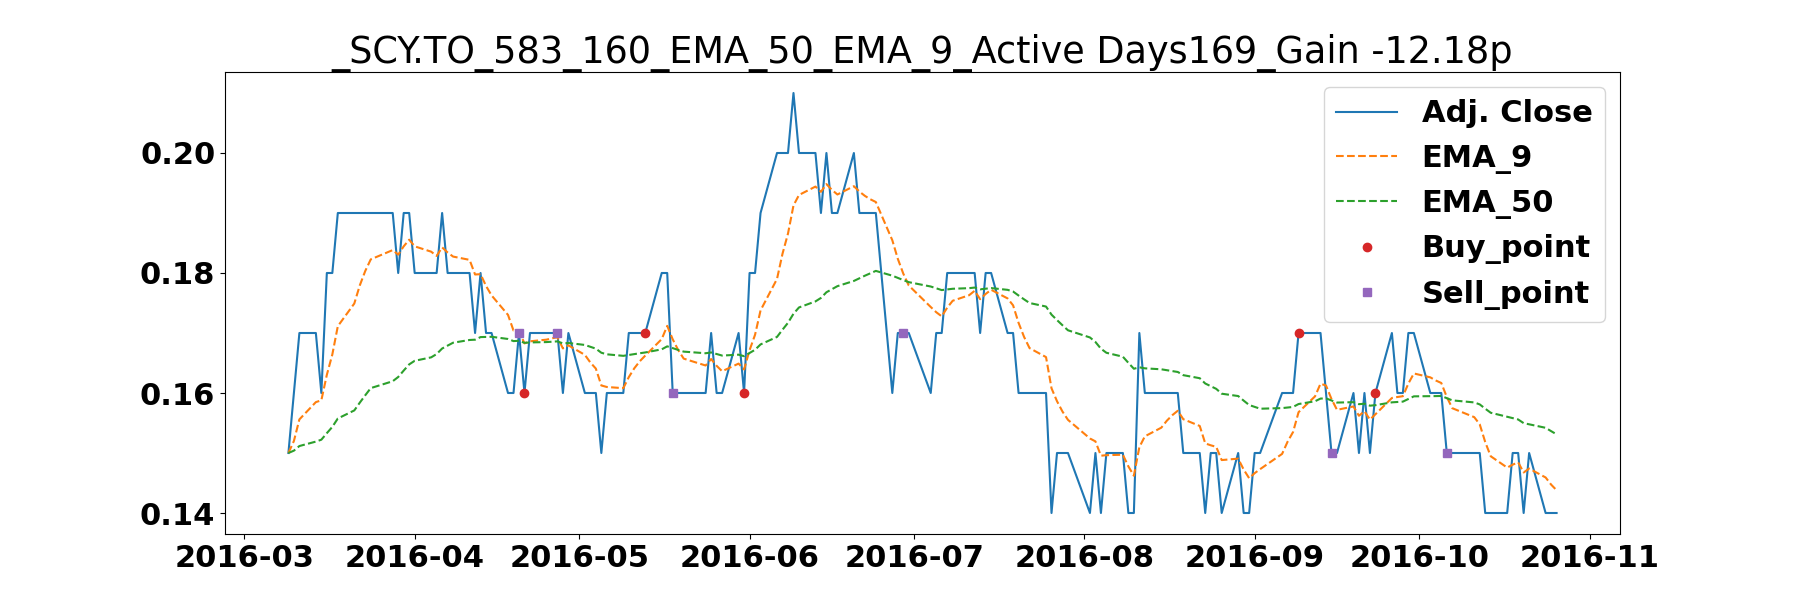 _SCY.TO_583_160_EMA_50_EMA_9_Active Days169_Gain -12.18p
Adj. Close
EMA_9
EMA_50
Buy_point
Sell_point
0.20
0.18
0.16
0.14
2016-03 2016-04 2016-05 2016-06 2016-07 2016-08 2016-09 2016-10 2016-11